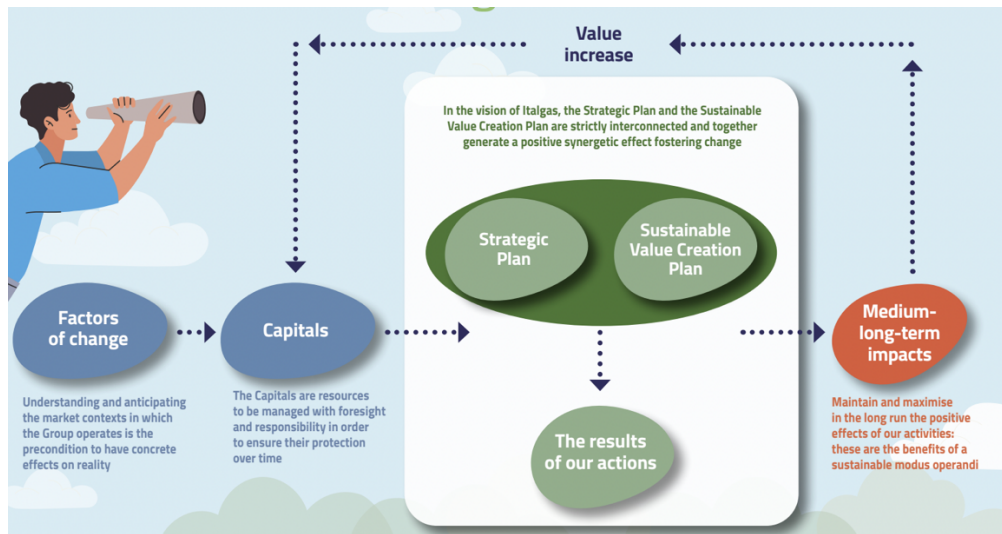 Value
increase
In the vision of Italgas, the Strategic Plan and the Sustainable
Value Creation Plan are strictly interconnected and together
generate a positive synergetic effect fostering change
Strategic
Plan
Sustainable
Value Creation
Plan
Factors
of change
Capitals
Medium-
long-term
impacts
Understanding and anticipating
the market contexts in which
the Group operates is the
precondition to have concrete
effects on reality
The Capitals are resources
to be managed with foresight
and responsibility in order
to ensure their protection
over time
The results
of our actions
Maintain and maximise
in the long run the positive
effects of our activities:
these are the benefits of a
sustainable modus operandi